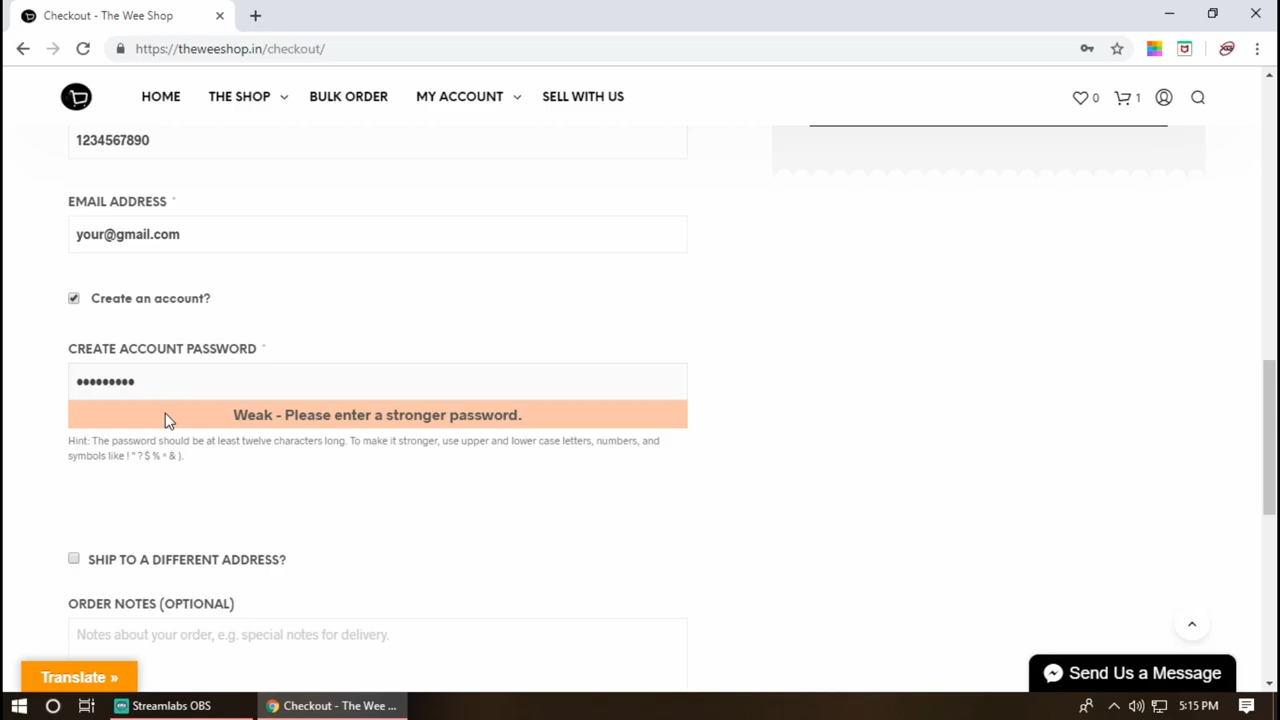 Checkout - The Wee Shop
https://theweeshop.in/checkout/
HOME THE SHOP BULK ORDER MY ACCOUNT SELL WITH US 0 1
1234567890
EMAIL ADDRESS *
your@gmail.com
Create an account?
CREATE ACCOUNT PASSWORD *
•••••••••
Weak - Please enter a stronger password.
Hint: The password should be at least twelve characters long. To make it stronger, use upper and lower case letters, numbers, and
symbols like ! " ? $ % ^ & ).
SHIP TO A DIFFERENT ADDRESS?
ORDER NOTES (OPTIONAL)
Notes about your order, e.g. special notes for delivery.
Translate »
Send Us a Message
Streamlabs OBS
Checkout - The Wee ...
5:15 PM